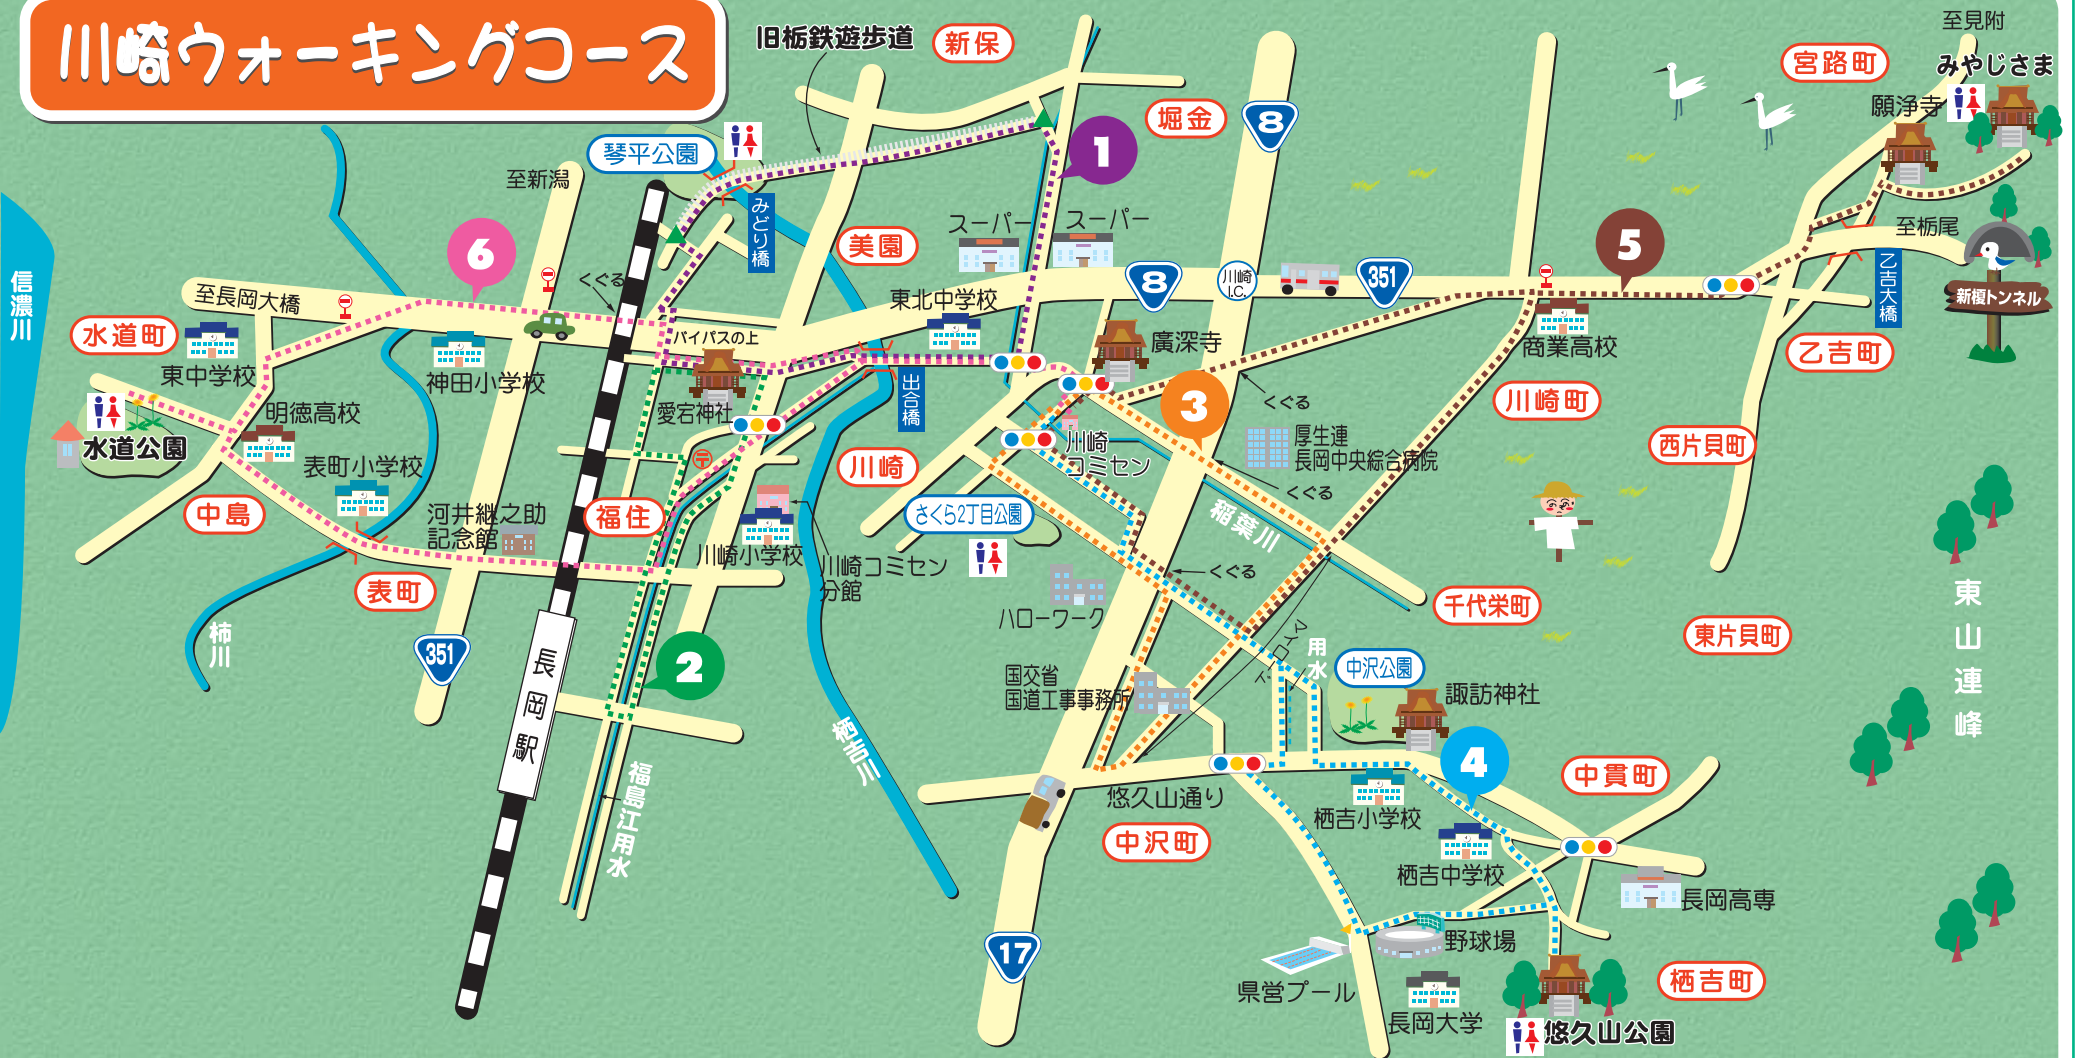 川崎ウォーキングコース
旧栃鉄遊歩道
新保
至見附
みやじさま
宮路町
願浄寺
堀金
8
1
琴平公園
至新潟
みどり橋
スーパー
スーパー
美園
6
くぐる
5
至栃尾
乙吉大橋
新榎トンネル
信濃川
至長岡大橋
8
川崎
I.C.
351
東北中学校
水道町
東中学校
神田小学校
バイパスの上
廣深寺
商業高校
乙吉町
出合橋
愛宕神社
明徳高校
水道公園
3
くぐる
川崎町
川崎
コミセン
厚生連
長岡中央綜合病院
西片貝町
表町小学校
川崎
くぐる
中島
河井継之助
記念館
福住
さくら2丁目公園
稲葉川
川崎小学校
川崎コミセン
分館
くぐる
表町
ハローワーク
千代栄町
東山連峰
柿川
351
長岡駅
2
マイロード
用水
中沢公園
東片貝町
国交省
国道工事事務所
諏訪神社
栖吉川
4
福島江用水
悠久山通り
中沢町
栖吉小学校
中貫町
栖吉中学校
長岡高専
17
野球場
県営プール
長岡大学
栖吉町
悠久山公園